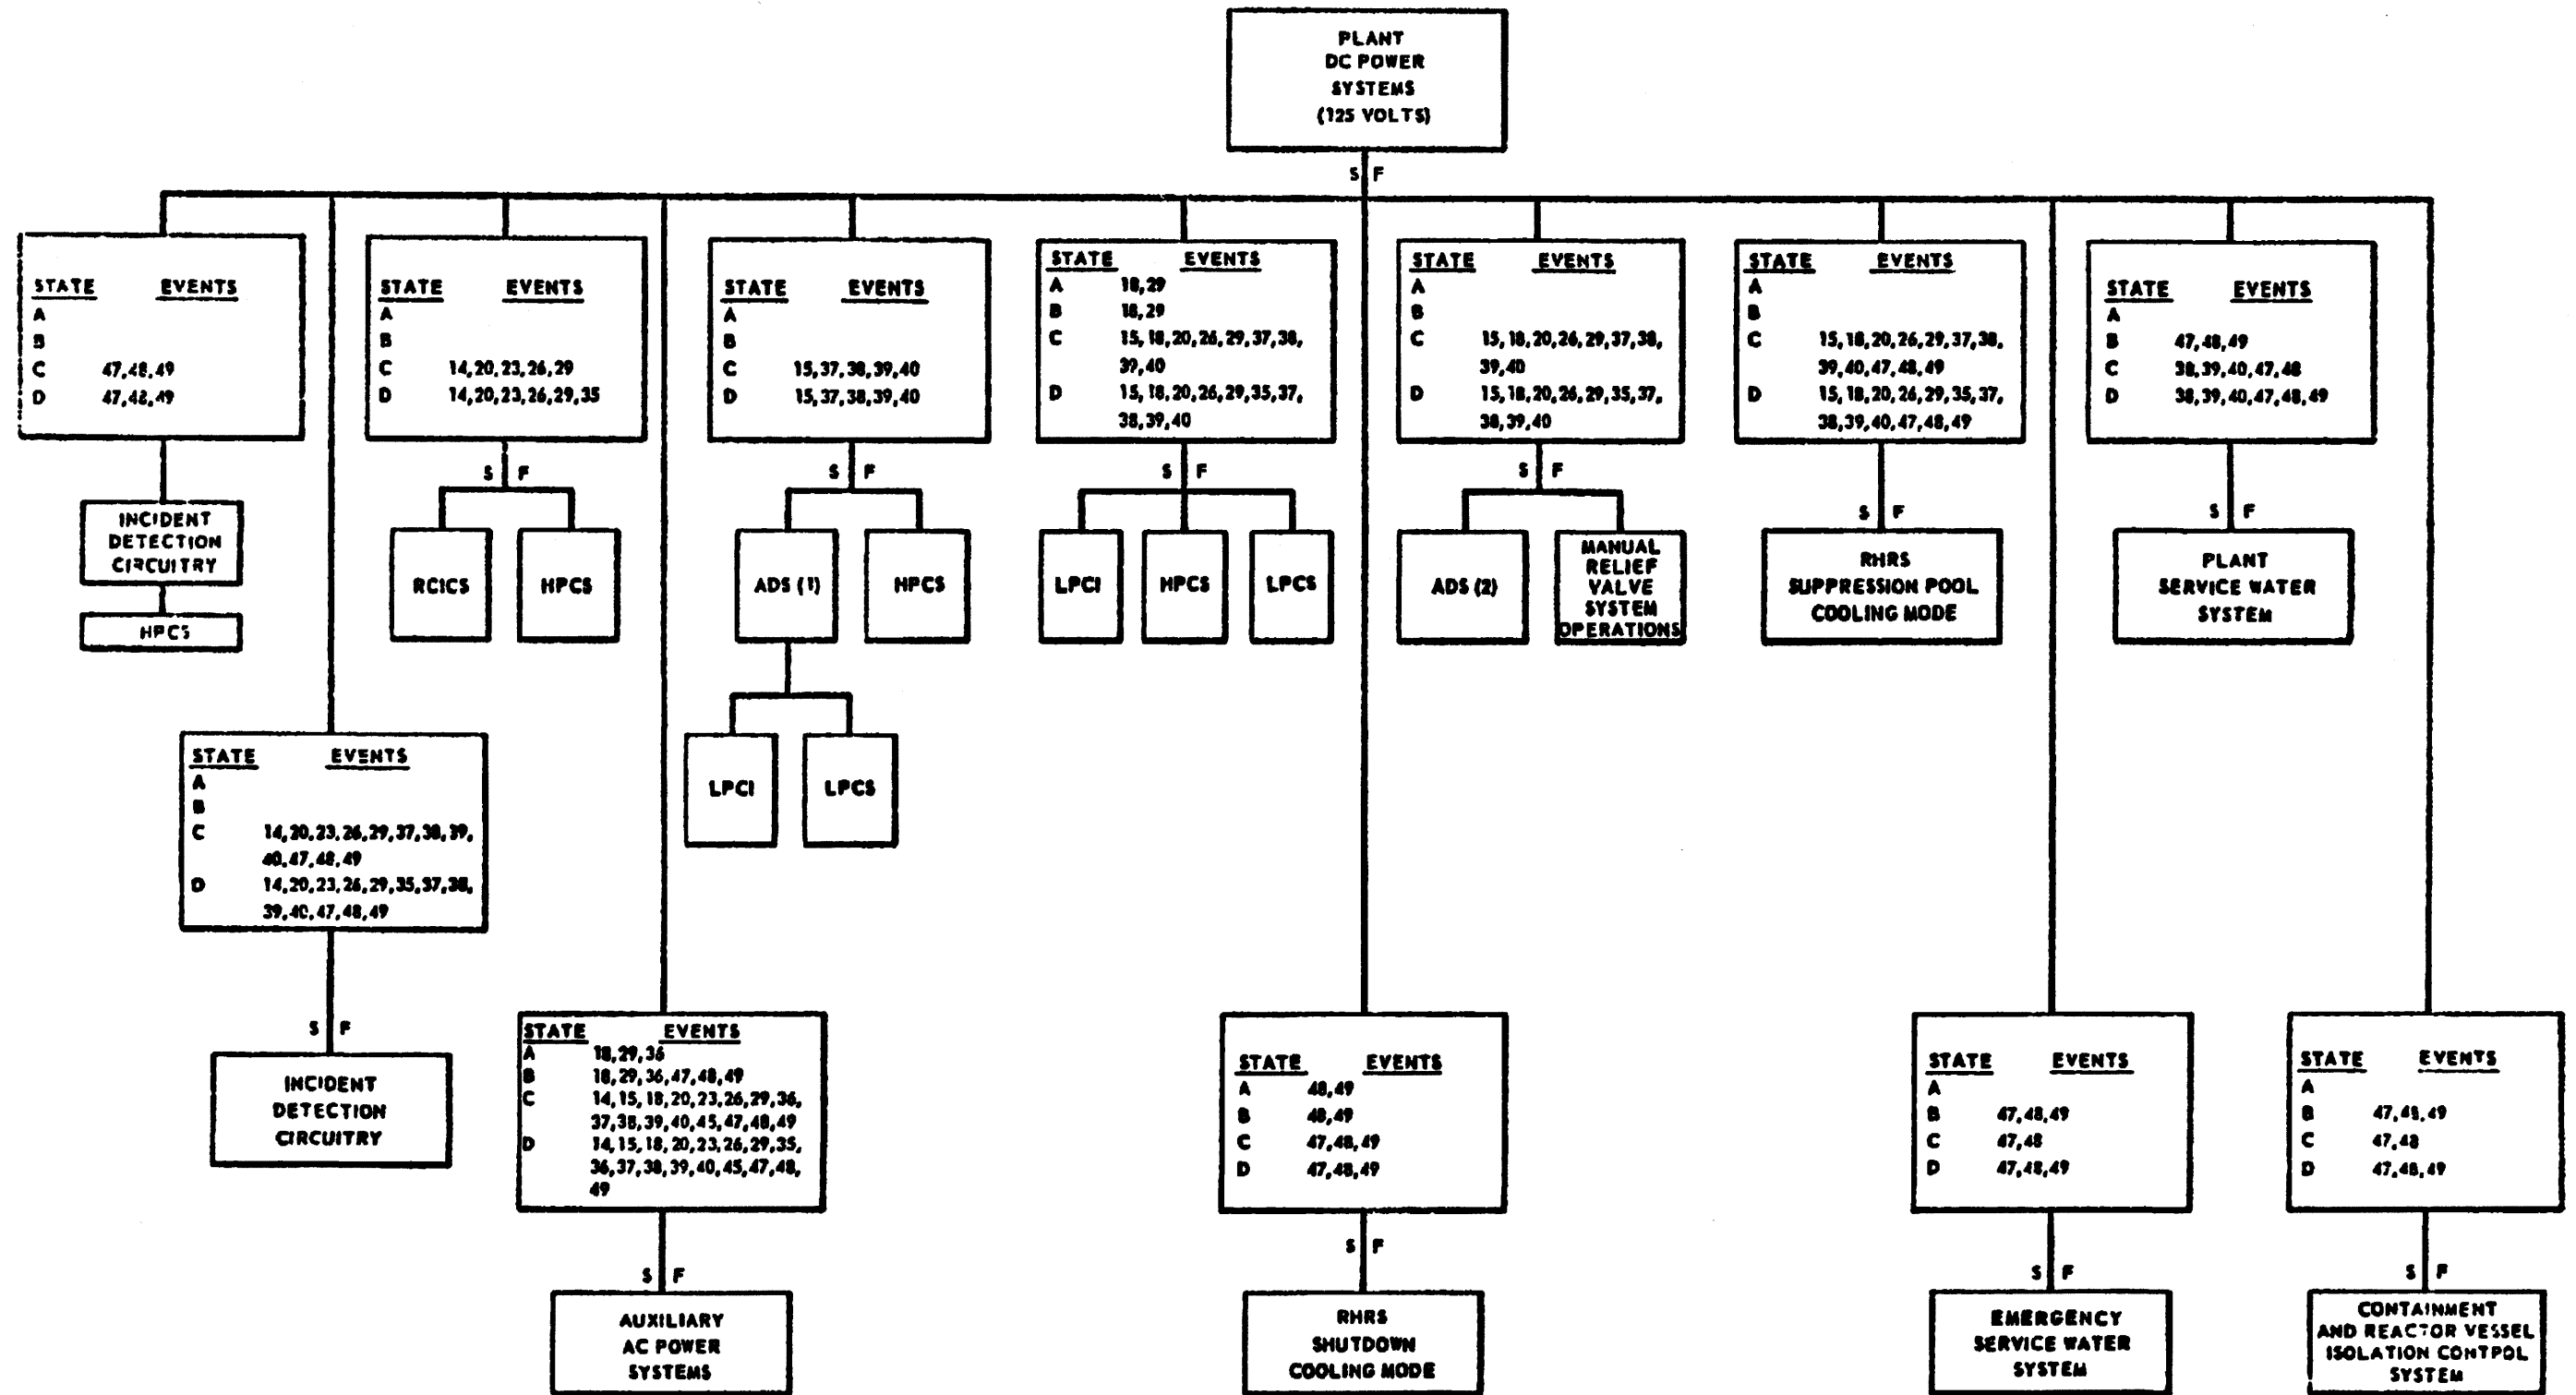 PLANT
DC POWER
SYSTEMS
(125 VOLTS)
S F
STATE EVENTS
A
B
C 47,48,49
D 47,48,49
INCIDENT
DETECTION
CIRCUITRY
HPCS
STATE EVENTS
A
B
C 14,20,23,26,29
D 14,20,23,26,29,35
S F
RCICS
HPCS
STATE EVENTS
A
B
C 15,37,38,39,40
D 15,37,38,39,40
S F
ADS (1)
HPCS
LPCI
LPCS
STATE EVENTS
A 18,29
B 18,29
C 15,18,20,26,29,37,38,
39,40
D 15,18,20,26,29,35,37,
38,39,40
S F
LPCI
HPCS
LPCS
STATE EVENTS
A
B
C 15,18,20,26,29,37,38,
39,40
D 15,18,20,26,29,35,37,
38,39,40
S F
ADS (2)
MANUAL
RELIEF
VALVE
SYSTEM
OPERATIONS
STATE EVENTS
A
B
C 15,18,20,26,29,37,38,
39,40,47,48,49
D 15,18,20,26,29,35,37,
38,39,40,47,48,49
S F
RHRS
SUPPRESSION POOL
COOLING MODE
STATE EVENTS
A
B 47,48,49
C 38,39,40,47,48
D 38,39,40,47,48,49
S F
PLANT
SERVICE WATER
SYSTEM
STATE EVENTS
A
B
C 14,20,23,26,29,37,38,39,
40,47,48,49
D 14,20,23,26,29,35,37,38,
39,40,47,48,49
S F
INCIDENT
DETECTION
CIRCUITRY
STATE EVENTS
A 18,29,36
B 18,29,36,47,48,49
C 14,15,18,20,23,26,29,36,
37,38,39,40,45,47,48,49
D 14,15,18,20,23,26,29,35,
36,37,38,39,40,45,47,48,
49
S F
AUXILIARY
AC POWER
SYSTEMS
STATE EVENTS
A 48,49
B 48,49
C 47,48,49
D 47,48,49
S F
RHRS
SHUTDOWN
COOLING MODE
STATE EVENTS
A
B 47,48,49
C 47,48
D 47,48,49
S F
EMERGENCY
SERVICE WATER
SYSTEM
STATE EVENTS
A
B 47,48,49
C 47,48
D 47,48,49
S F
CONTAINMENT
AND REACTOR VESSEL
ISOLATION CONTROL
SYSTEM